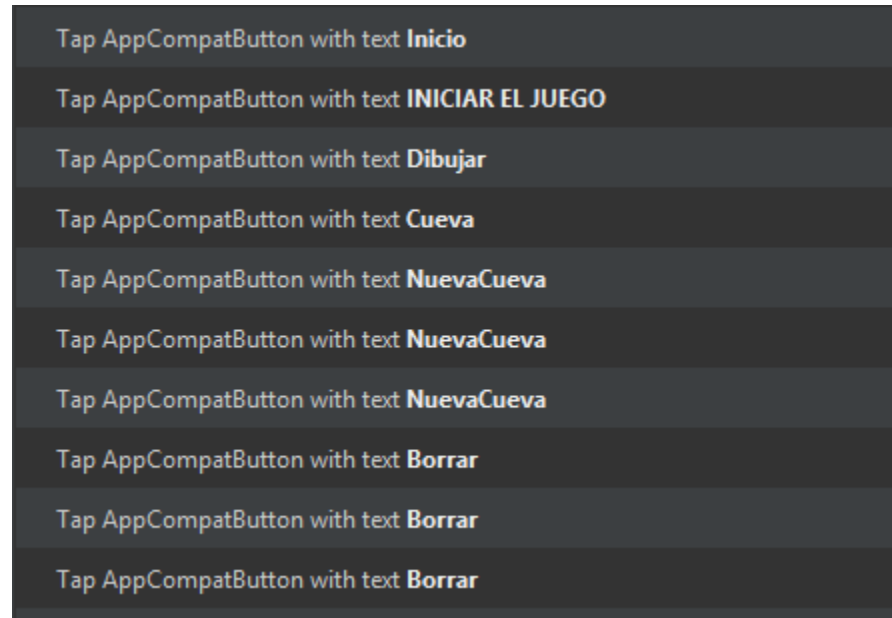 Tap AppCompatButton with text Inicio
Tap AppCompatButton with text INICIAR EL JUEGO
Tap AppCompatButton with text Dibujar
Tap AppCompatButton with text Cueva
Tap AppCompatButton with text NuevaCueva
Tap AppCompatButton with text NuevaCueva
Tap AppCompatButton with text NuevaCueva
Tap AppCompatButton with text Borrar
Tap AppCompatButton with text Borrar
Tap AppCompatButton with text Borrar